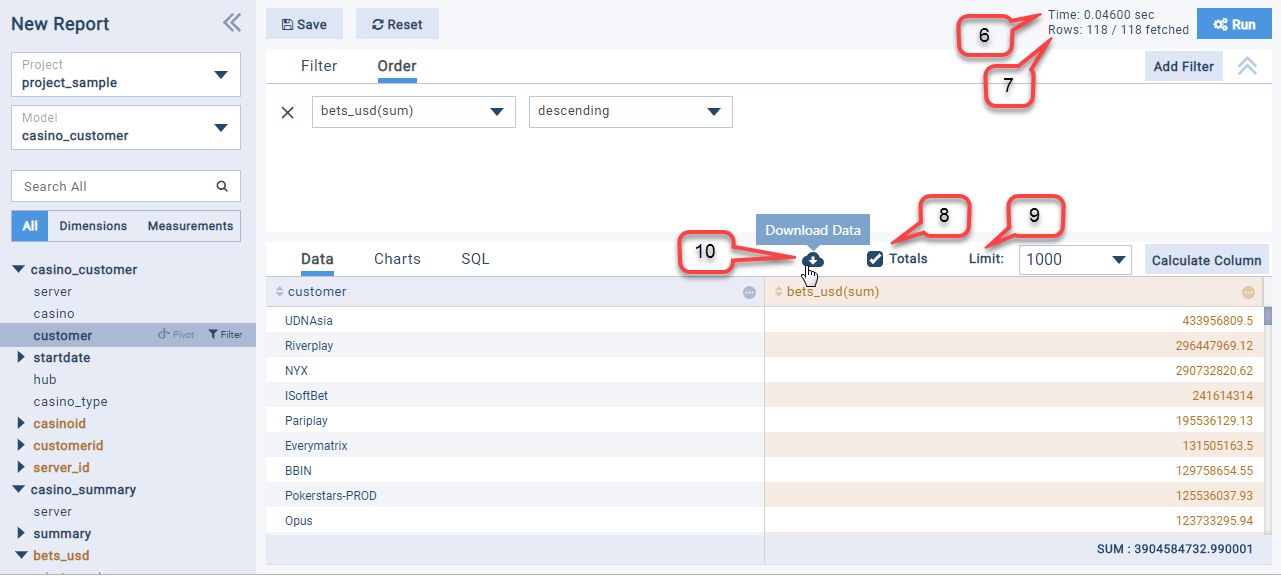 New Report
Project
project_sample
Model
casino_customer
Search All
All Dimensions Measurements
casino_customer
server
casino
customer Pivot Filter
startdate
hub
casino_type
casinoid
customerid
server_id
casino_summary
server
summary
bets_usd
Save Reset
6
Time: 0.04600 sec
Rows: 118 / 118 fetched
Run
7
Filter Order
Add Filter
bets_usd(sum) descending
8
9
10
Download Data
Data Charts SQL
Totals
Limit: 1000
Calculate Column
customer bets_usd(sum)
UDNAsia 433956809.5
Riverplay 296447969.12
NYX 290732820.62
ISoftBet 241614314
Pariplay 195536129.13
Everymatrix 131505163.5
BBIN 129758654.55
Pokerstars-PROD 125536037.93
Opus 123733295.94
SUM : 3904584732.990001